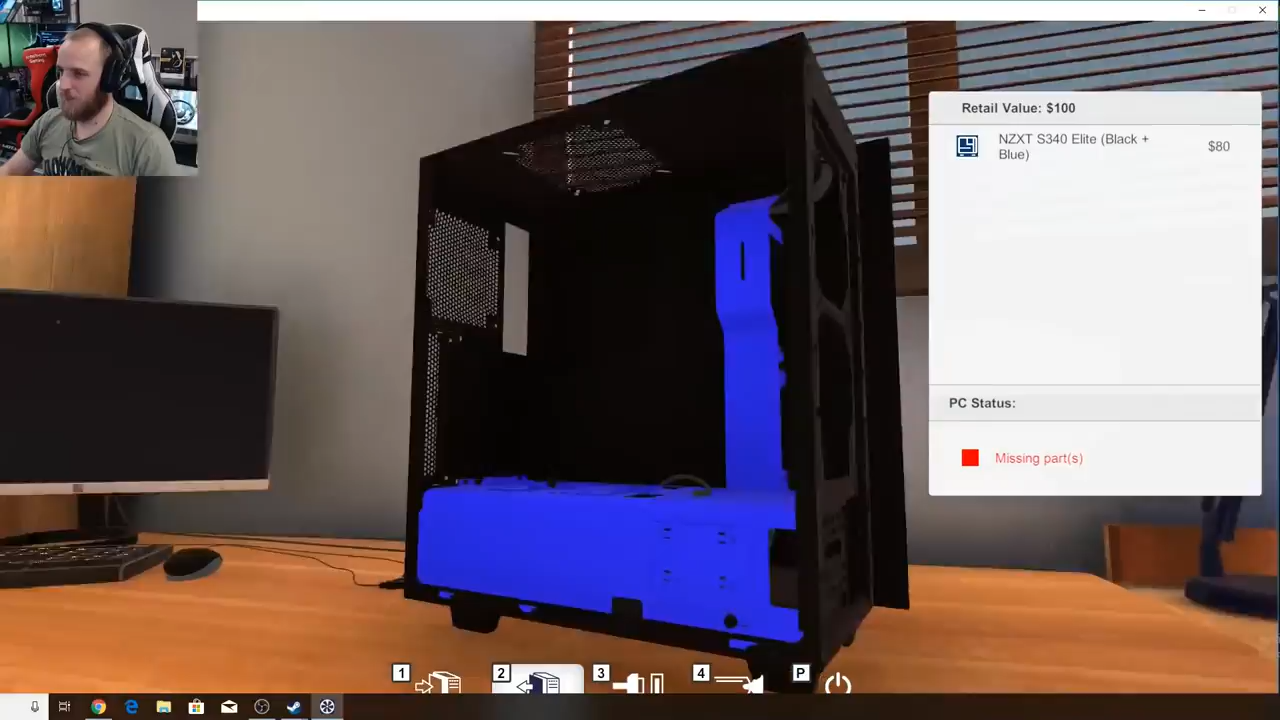 Retail Value: $100
NZXT S340 Elite (Black +
Blue)
$80
PC Status:
Missing part(s)
1
2
3
4
P